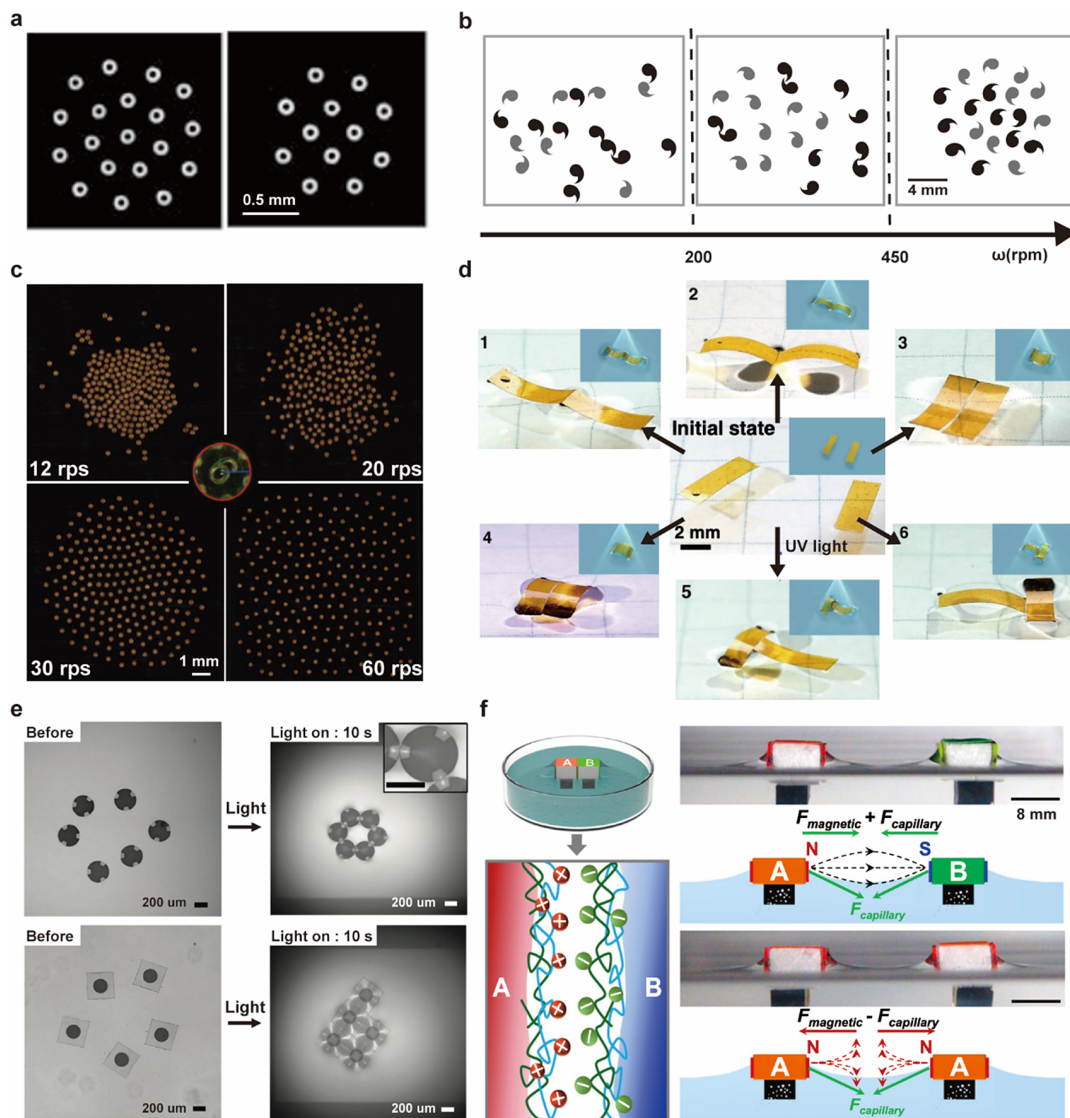 a
0.5 mm
b
4 mm
200
450
ω(rpm)
c
12 rps
20 rps
30 rps
1 mm
60 rps
d
1
2
3
Initial state
2 mm
UV light
4
5
6
e
Before
Light on : 10 s
Light
200 um
200 um
Before
Light on : 10 s
Light
200 um
200 um
f
A
B
A
B
8 mm
Fmagnetic + Fcapillary
N
S
A
B
Fcapillary
Fmagnetic - Fcapillary
N
N
A
A
Fcapillary